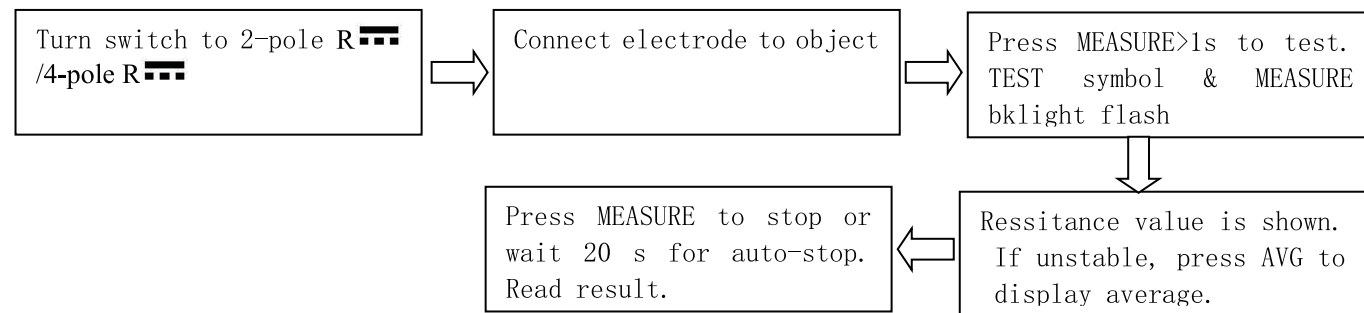 Turn switch to 2-pole R⎓
/4-pole R⎓
Connect electrode to object
Press MEASURE>1s to test.
TEST symbol & MEASURE
bklight flash
Ressitance value is shown.
If unstable, press AVG to
display average.
Press MEASURE to stop or
wait 20 s for auto-stop.
Read result.